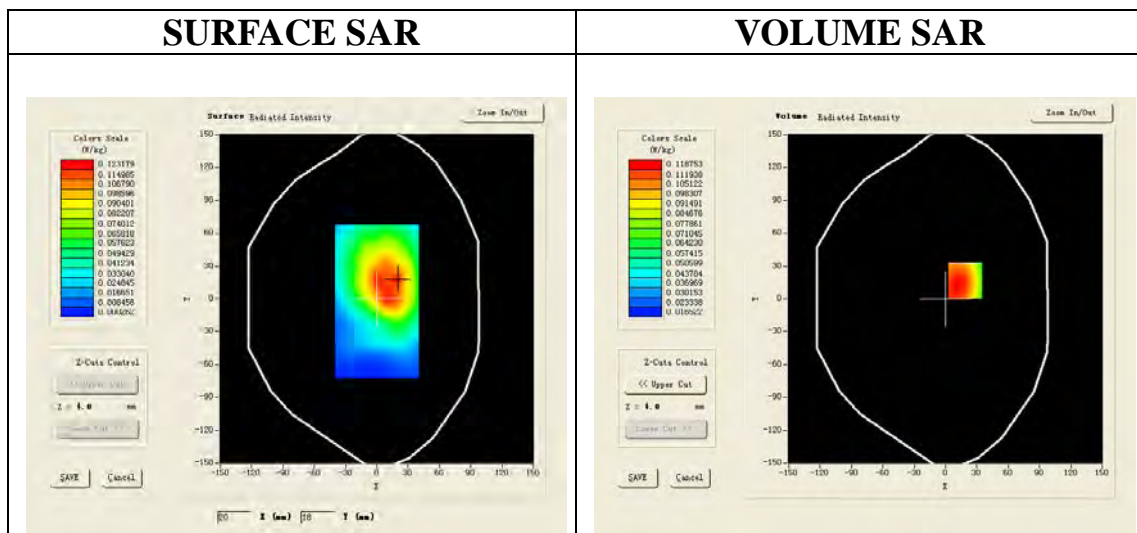 SURFACE SAR
VOLUME SAR
Surface Radiated Intensity
Zoom In/Out
Colors Scale
(W/kg)
0.123179
0.114985
0.106790
0.098596
0.090401
0.082207
0.074012
0.065818
0.057623
0.049429
0.041234
0.033040
0.024845
0.016651
0.008456
0.000262
150
120
90
60
30
0
-30
-60
-90
-120
-150
-150 -120 -90 -60 -30 0 30 60 90 120 150
X
Z-Cuts Control
<< Upper Cut
Z = 4.0 mm
Lower Cut >>
SAVE
Cancel
20 X (mm) 18 Y (mm)
Volume Radiated Intensity
Zoom In/Out
Colors Scale
(W/kg)
0.118753
0.111938
0.105122
0.098307
0.091491
0.084676
0.077861
0.071045
0.064230
0.057415
0.050599
0.043784
0.036969
0.030153
0.023338
0.016522
150
120
90
60
30
0
-30
-60
-90
-120
-150
-150 -120 -90 -60 -30 0 30 60 90 120 150
X
Z-Cuts Control
<< Upper Cut
Z = 4.0 mm
Lower Cut >>
SAVE
Cancel